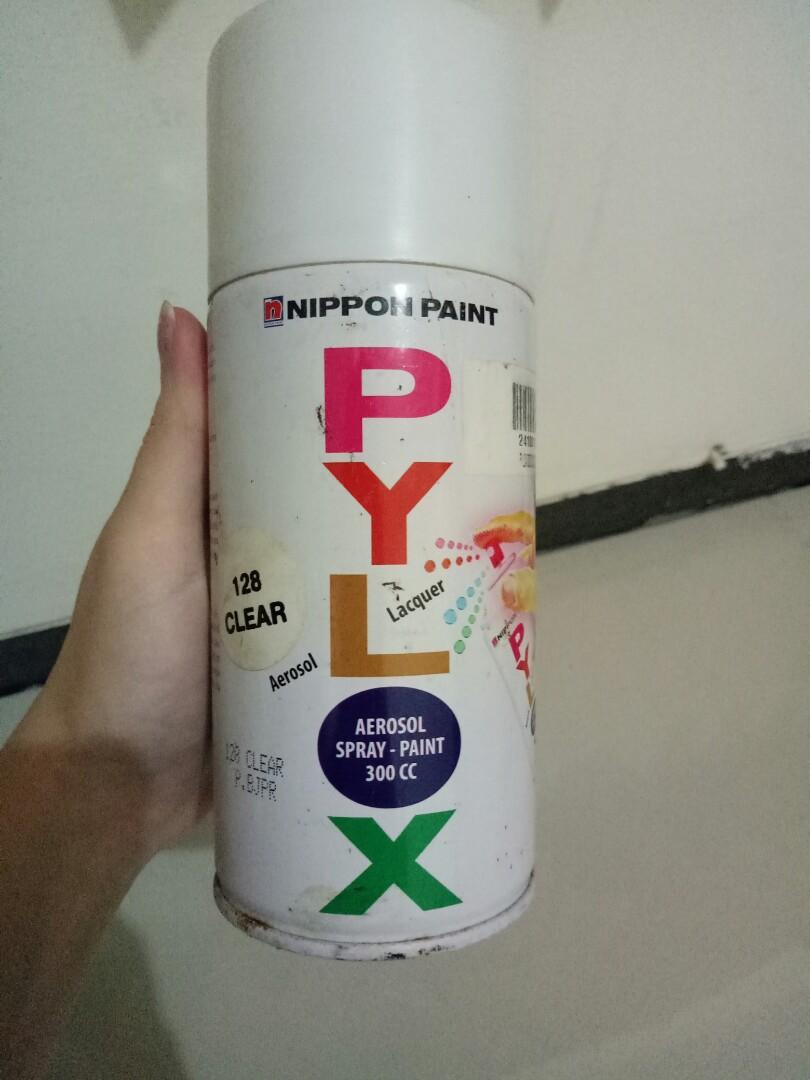 NIPPON PAINT
P
Y
L
X
Aerosol
Lacquer
128
CLEAR
AEROSOL
SPRAY - PAINT
300 CC
128 CLEAR
P.BJPR